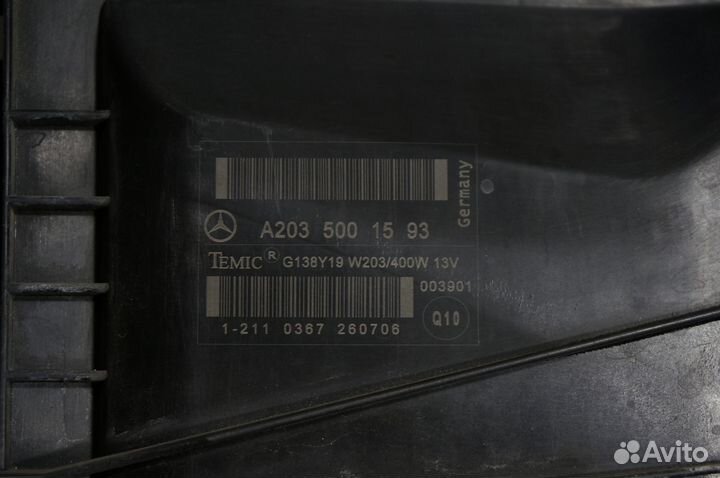 Germany
A203 500 15 93
TEMIC ® G138Y19 W203/400W 13V
003901
1-211 0367 260706
Q10
Avito